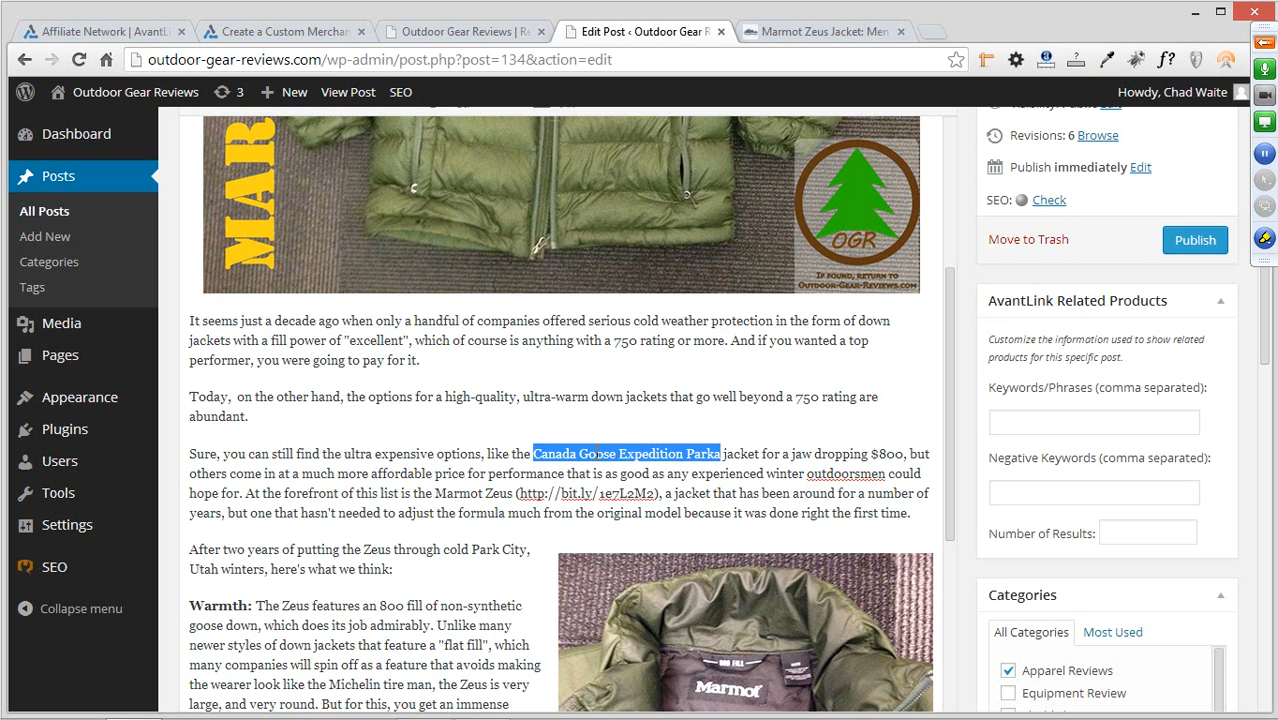 Affiliate Network | AvantL
Create a Custom Merchan
Outdoor Gear Reviews | Re
Edit Post ‹ Outdoor Gear R
Marmot Zeus Jacket: Men
outdoor-gear-reviews.com/wp-admin/post.php?post=134&action=edit
Outdoor Gear Reviews 3 New View Post SEO Howdy, Chad Waite
Dashboard
Posts
All Posts
Add New
Categories
Tags
Media
Pages
Appearance
Plugins
Users
Tools
Settings
SEO
Collapse menu
MAR
OGR
If found, return to
Outdoor-Gear-Reviews.com
It seems just a decade ago when only a handful of companies offered serious cold weather protection in the form of down
jackets with a fill power of "excellent", which of course is anything with a 750 rating or more. And if you wanted a top
performer, you were going to pay for it.
Today, on the other hand, the options for a high-quality, ultra-warm down jackets that go well beyond a 750 rating are
abundant.
Sure, you can still find the ultra expensive options, like the Canada Goose Expedition Parka jacket for a jaw dropping $800, but
others come in at a much more affordable price for performance that is as good as any experienced winter outdoorsmen could
hope for. At the forefront of this list is the Marmot Zeus (http://bit.ly/1e7L2M2), a jacket that has been around for a number of
years, but one that hasn't needed to adjust the formula much from the original model because it was done right the first time.
After two years of putting the Zeus through cold Park City,
Utah winters, here's what we think:
Warmth: The Zeus features an 800 fill of non-synthetic
goose down, which does its job admirably. Unlike many
newer styles of down jackets that feature a "flat fill", which
many companies will spin off as a feature that avoids making
the wearer look like the Michelin tire man, the Zeus is very
large, and very round. But for this, you get an immense
800 FILL
Marmot
Revisions: 6 Browse
Publish immediately Edit
SEO: Check
Move to Trash
Publish
AvantLink Related Products
Customize the information used to show related
products for this specific post.
Keywords/Phrases (comma separated):
Negative Keywords (comma separated):
Number of Results:
Categories
All Categories Most Used
Apparel Reviews
Equipment Review